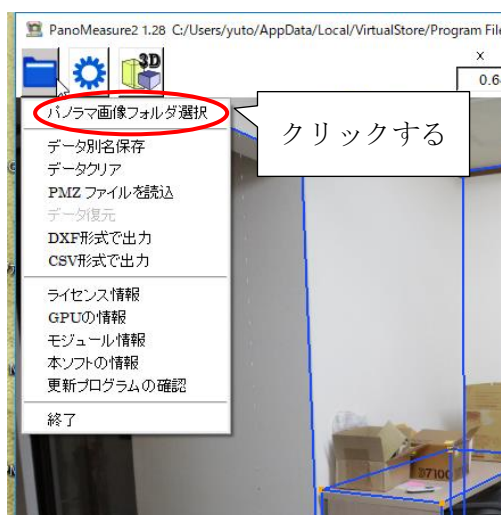 PanoMeasure2 1.28 C:/Users/yuto/AppData/Local/VirtualStore/Program File
3D
x
0.6
パノラマ画像フォルダ選択
クリックする
データ別名保存
データクリア
PMZ ファイルを読込
データ復元
DXF形式で出力
CSV形式で出力
ライセンス情報
GPUの情報
モジュール情報
本ソフトの情報
更新プログラムの確認
終了
D7100